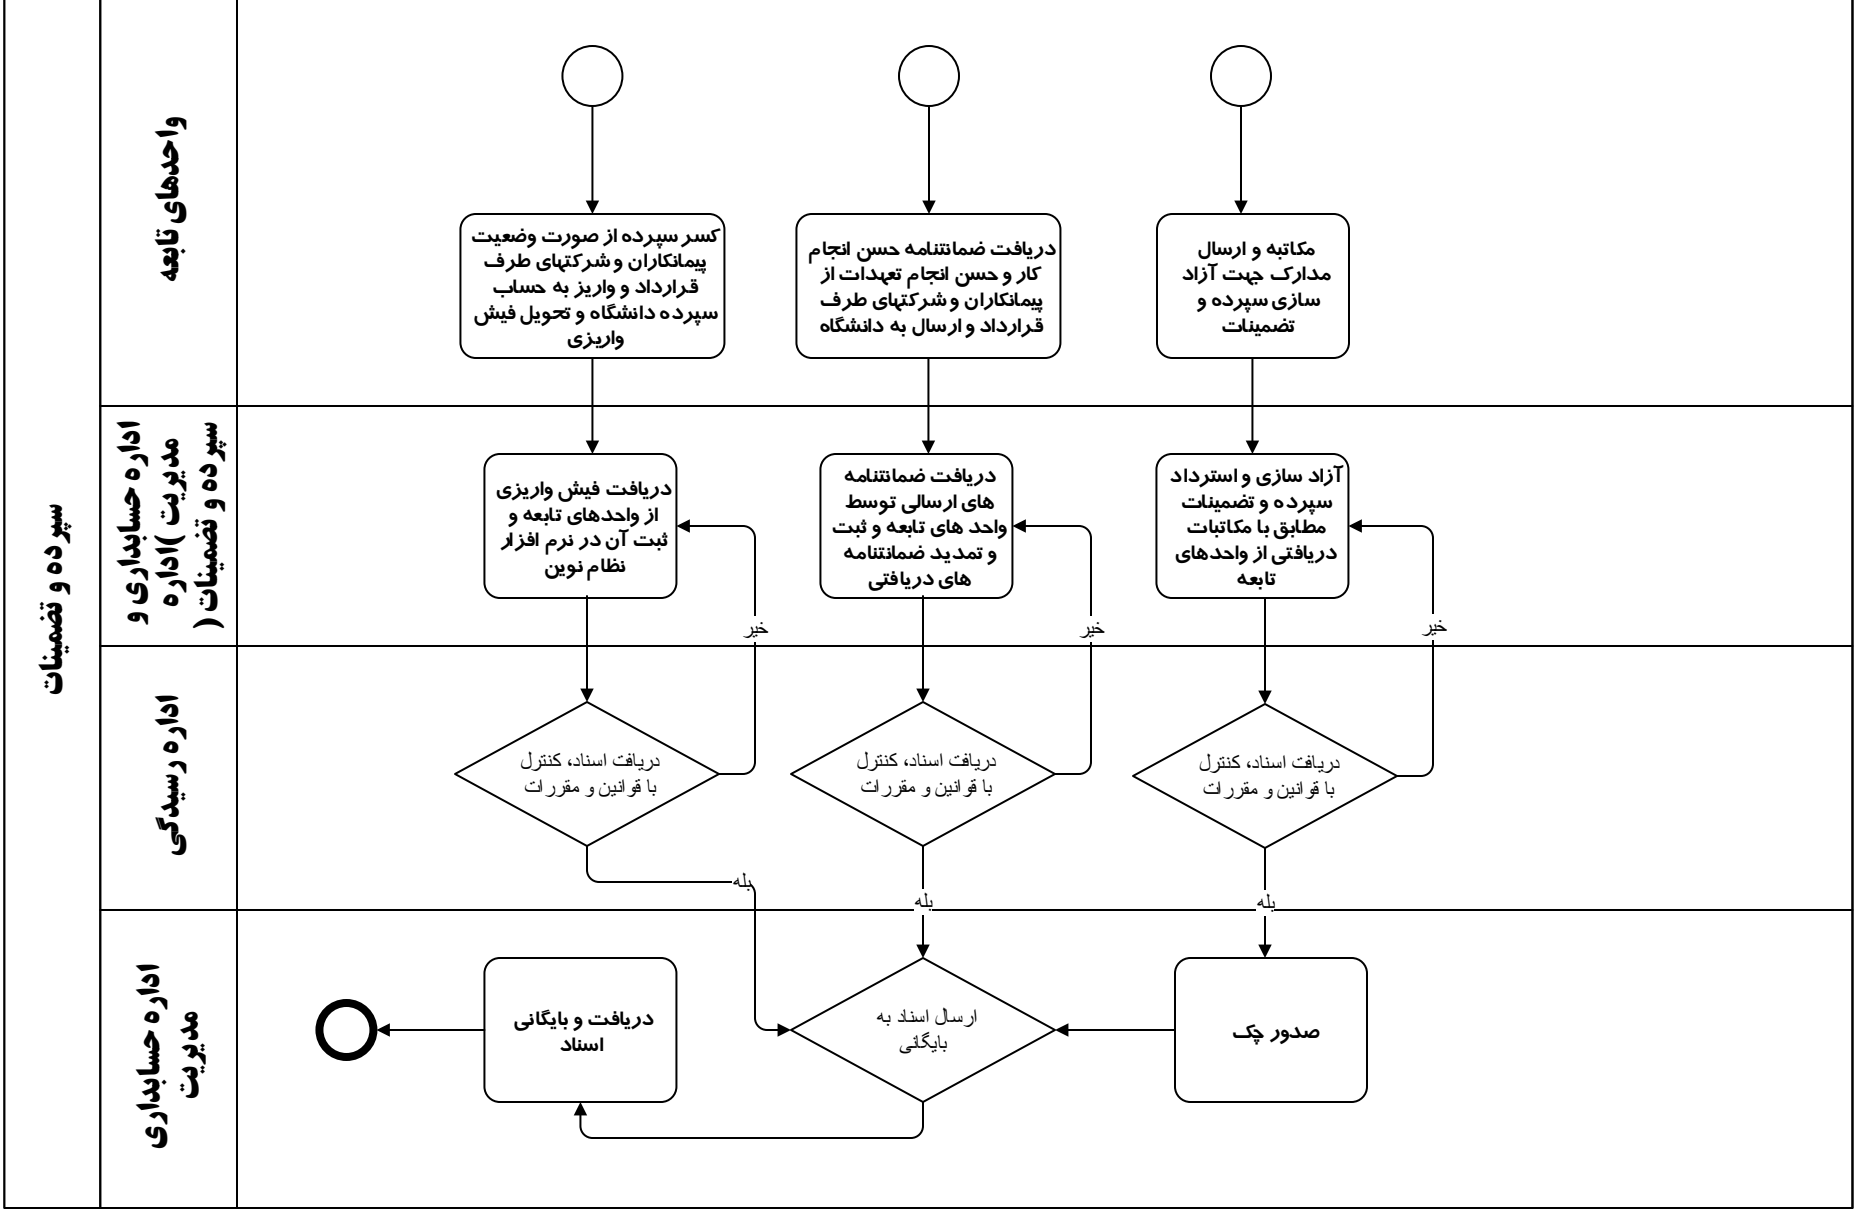 سپرده و تضمینات
واحدهای تابعه
کسر سپرده از صورت وضعیت
پیمانکاران و شرکتهای طرف
قرارداد و واریز به حساب
سپرده دانشگاه و تحویل فیش
واریزی
دریافت ضمانتنامه حسن انجام
کار و حسن انجام تعهدات از
پیمانکاران و شرکتهای طرف
قرارداد و ارسال به دانشگاه
مکاتبه و ارسال
مدارک جهت آزاد
سازی سپرده و
تضمینات
اداره حسابداری و
مدیریت )اداره
سپرده و تضمینات(
دریافت فیش واریزی
از واحدهای تابعه و
ثبت آن در نرم افزار
نظام نوین
دریافت ضمانتنامه
های ارسالی توسط
واحد های تابعه و ثبت
و تمدید ضمانتنامه
های دریافتی
آزاد سازی و استرداد
سپرده و تضمینات
مطابق با مکاتبات
دریافتی از واحدهای
تابعه
خیر
خیر
خیر
اداره رسیدگی
دریافت اسناد، کنترل
با قوانین و مقررات
دریافت اسناد، کنترل
با قوانین و مقررات
دریافت اسناد، کنترل
با قوانین و مقررات
بله
بله
بله
اداره حسابداری
مدیریت
دریافت و بایگانی
اسناد
ارسال اسناد به
بایگانی
صدور چک